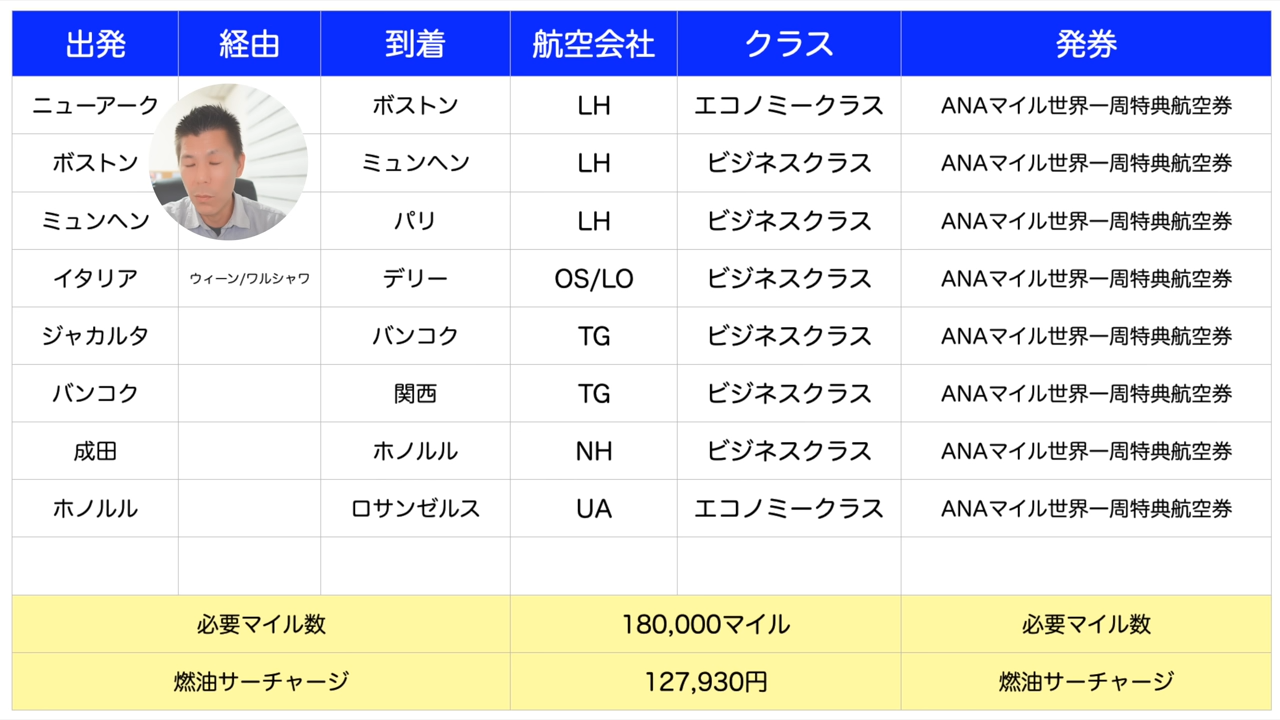 出発 経由 到着 航空会社 クラス 発券
ニューアーク ボストン LH エコノミークラス ANAマイル世界一周特典航空券
ボストン ミュンヘン LH ビジネスクラス ANAマイル世界一周特典航空券
ミュンヘン パリ LH ビジネスクラス ANAマイル世界一周特典航空券
イタリア ウィーン/ワルシャワ デリー OS/LO ビジネスクラス ANAマイル世界一周特典航空券
ジャカルタ バンコク TG ビジネスクラス ANAマイル世界一周特典航空券
バンコク 関西 TG ビジネスクラス ANAマイル世界一周特典航空券
成田 ホノルル NH ビジネスクラス ANAマイル世界一周特典航空券
ホノルル ロサンゼルス UA エコノミークラス ANAマイル世界一周特典航空券
必要マイル数 180,000マイル 必要マイル数
燃油サーチャージ 127,930円 燃油サーチャージ